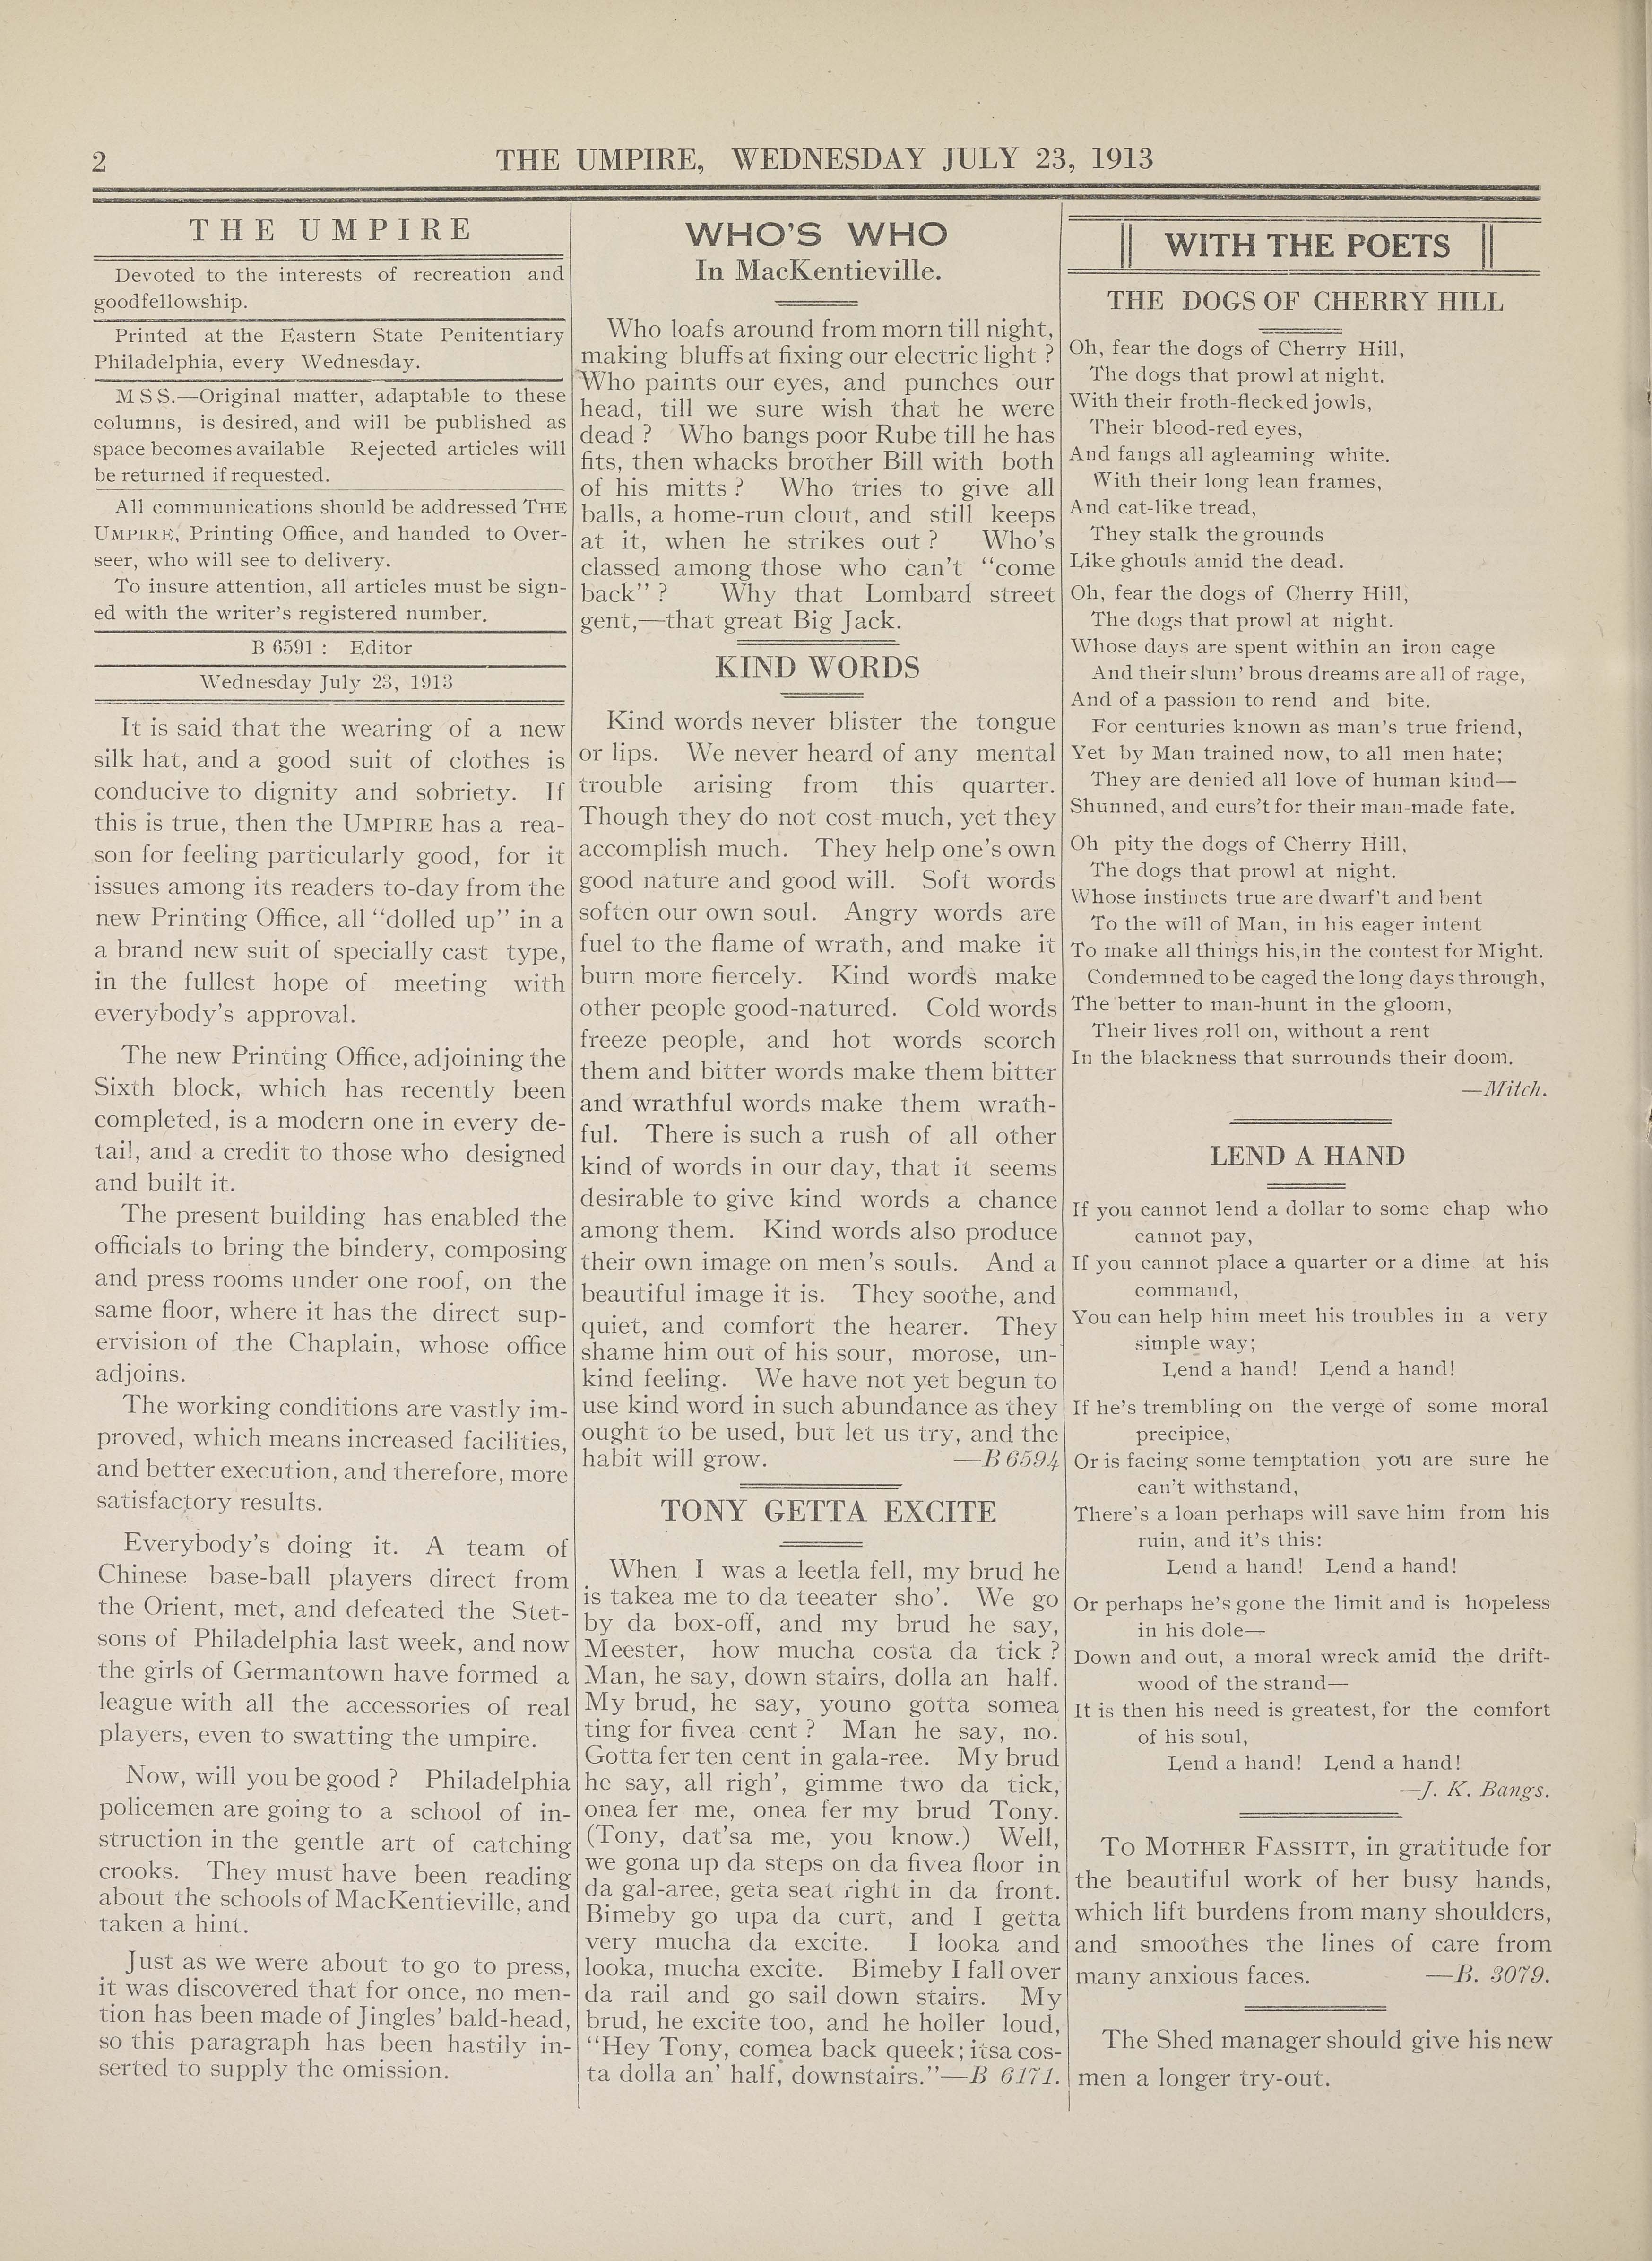 2
THE UMPIRE, WEDNESDAY JULY 23, 1913
THE UMPIRE
Devoted to the interests of recreation and
goodfellowship.
Printed at the Eastern State Penitentiary
Philadelphia, every Wednesday.
M S S.—Original matter, adaptable to these
columns, is desired, and will be published as
space becomes available Rejected articles will
be returned if requested.
All communications should be addressed THE
UMPIRE, Printing Office, and handed to Over-
seer, who will see to delivery.
To insure attention, all articles must be sign-
ed with the writer's registered number.
B 6591 : Editor
Wednesday July 23, 1913
It is said that the wearing of a new
silk hat, and a good suit of clothes is
conducive to dignity and sobriety. If
this is true, then the UMPIRE has a rea-
son for feeling particularly good, for it
issues among its readers to-day from the
new Printing Office, all "dolled up" in a
a brand new suit of specially cast type,
in the fullest hope of meeting with
everybody's approval.
The new Printing Office, adjoining the
Sixth block, which has recently been
completed, is a modern one in every de-
tail, and a credit to those who designed
and built it.
The present building has enabled the
officials to bring the bindery, composing
and press rooms under one roof, on the
same floor, where it has the direct sup-
ervision of the Chaplain, whose office
adjoins.
The working conditions are vastly im-
proved, which means increased facilities,
and better execution, and therefore, more
satisfactory results.
Everybody's doing it. A team of
Chinese base-ball players direct from
the Orient, met, and defeated the Stet-
sons of Philadelphia last week, and now
the girls of Germantown have formed a
league with all the accessories of real
players, even to swatting the umpire.
Now, will you be good ? Philadelphia
policemen are going to a school of in-
struction in the gentle art of catching
crooks. They must have been reading
about the schools of MacKentieville, and
taken a hint.
Just as we were about to go to press,
it was discovered that for once, no men-
tion has been made of Jingles' bald-head,
so this paragraph has been hastily in-
serted to supply the omission.
WHO'S WHO
In MacKentieville.
Who loafs around from morn till night,
making bluffs at fixing our electric light ?
Who paints our eyes, and punches our
head, till we sure wish that he were
dead ? Who bangs poor Rube till he has
fits, then whacks brother Bill with both
of his mitts ? Who tries to give all
balls, a home-run clout, and still keeps
at it, when he strikes out ? Who's
classed among those who can't "come
back" ? Why that Lombard street
gent,—that great Big Jack.
KIND WORDS
Kind words never blister the tongue
or lips. We never heard of any mental
trouble arising from this quarter.
Though they do not cost much, yet they
accomplish much. They help one's own
good nature and good will. Soft words
soften our own soul. Angry words are
fuel to the flame of wrath, and make it
burn more fiercely. Kind words make
other people good-natured. Cold words
freeze people, and hot words scorch
them and bitter words make them bitter
and wrathful words make them wrath-
ful. There is such a rush of all other
kind of words in our day, that it seems
desirable to give kind words a chance
among them. Kind words also produce
their own image on men's souls. And a
beautiful image it is. They soothe, and
quiet, and comfort the hearer. They
shame him out of his sour, morose, un-
kind feeling. We have not yet begun to
use kind word in such abundance as they
ought to be used, but let us try, and the
habit will grow. —B 6594
TONY GETTA EXCITE
When I was a leetla fell, my brud he
is takea me to da teeater sho'. We go
by da box-off, and my brud he say,
Meester, how mucha costa da tick ?
Man, he say, down stairs, dolla an half.
My brud, he say, youno gotta somea
ting for fivea cent ? Man he say, no.
Gotta fer ten cent in gala-ree. My brud
he say, all righ', gimme two da tick,
onea fer me, onea fer my brud Tony.
(Tony, dat'sa me, you know.) Well,
we gona up da steps on da fivea floor in
da gal-aree, geta seat right in da front.
Bimeby go upa da curt, and I getta
very mucha da excite. I looka and
looka, mucha excite. Bimeby I fall over
da rail and go sail down stairs. My
brud, he excite too, and he holler loud,
"Hey Tony, comea back queek; itsa cos-
ta dolla an' half, downstairs."—B 6171.
WITH THE POETS
THE DOGS OF CHERRY HILL
Oh, fear the dogs of Cherry Hill,
The dogs that prowl at night.
With their froth-flecked jowls,
Their blood-red eyes,
And fangs all agleaming white.
With their long lean frames,
And cat-like tread,
They stalk the grounds
Like ghouls amid the dead.
Oh, fear the dogs of Cherry Hill,
The dogs that prowl at night.
Whose days are spent within an iron cage
And their slum' brous dreams are all of rage,
And of a passion to rend and bite.
For centuries known as man's true friend,
Yet by Man trained now, to all men hate;
They are denied all love of human kind—
Shunned, and curs't for their man-made fate.
Oh pity the dogs of Cherry Hill,
The dogs that prowl at night.
Whose instincts true are dwarf't and bent
To the will of Man, in his eager intent
To make all things his,in the contest for Might.
Condemned to be caged the long days through,
The better to man-hunt in the gloom,
Their lives roll on, without a rent
In the blackness that surrounds their doom.
—Mitch.
LEND A HAND
If you cannot lend a dollar to some chap who
cannot pay,
If you cannot place a quarter or a dime at his
command,
You can help him meet his troubles in a very
simple way;
Lend a hand! Lend a hand!
If he's trembling on the verge of some moral
precipice,
Or is facing some temptation you are sure he
can't withstand,
There's a loan perhaps will save him from his
ruin, and it's this:
Lend a hand! Lend a hand!
Or perhaps he's gone the limit and is hopeless
in his dole—
Down and out, a moral wreck amid the drift-
wood of the strand—
It is then his need is greatest, for the comfort
of his soul,
Lend a hand! Lend a hand!
—J. K. Bangs.
To MOTHER FASSITT, in gratitude for
the beautiful work of her busy hands,
which lift burdens from many shoulders,
and smoothes the lines of care from
many anxious faces. —B. 3079.
The Shed manager should give his new
men a longer try-out.